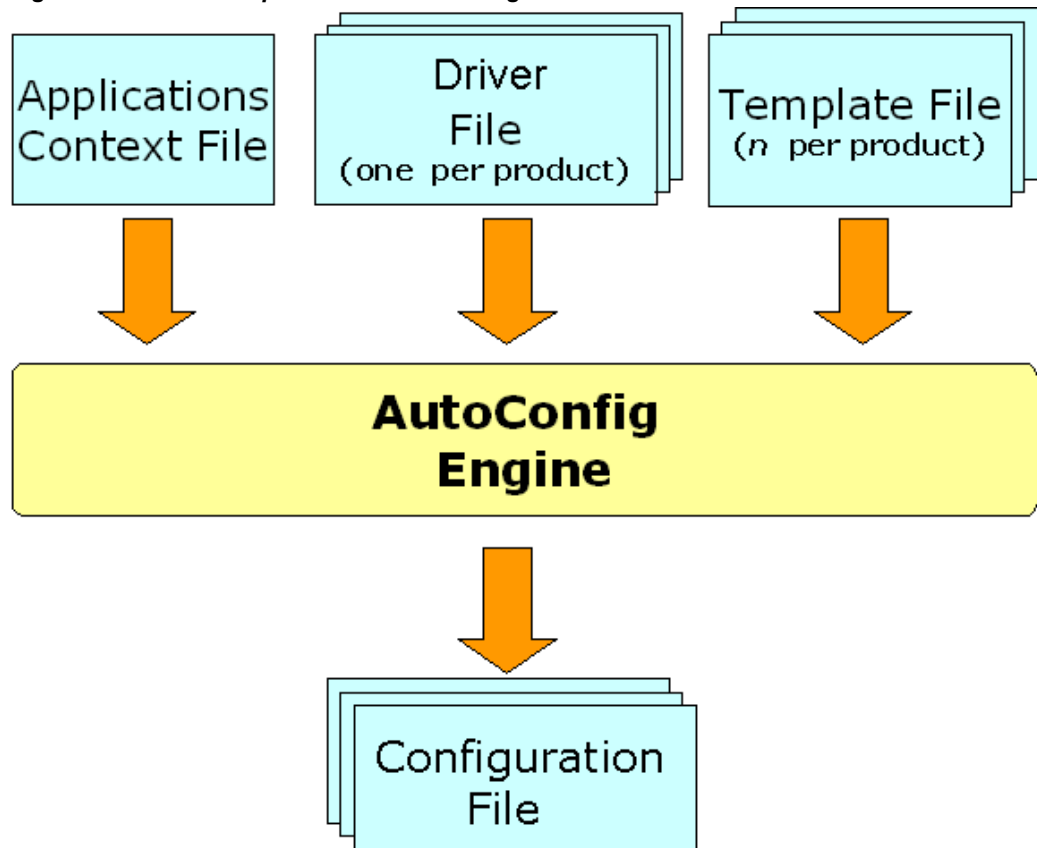 Applications
Context File
Driver
File
(one per product)
Template File
(n per product)
AutoConfig
Engine
Configuration
File